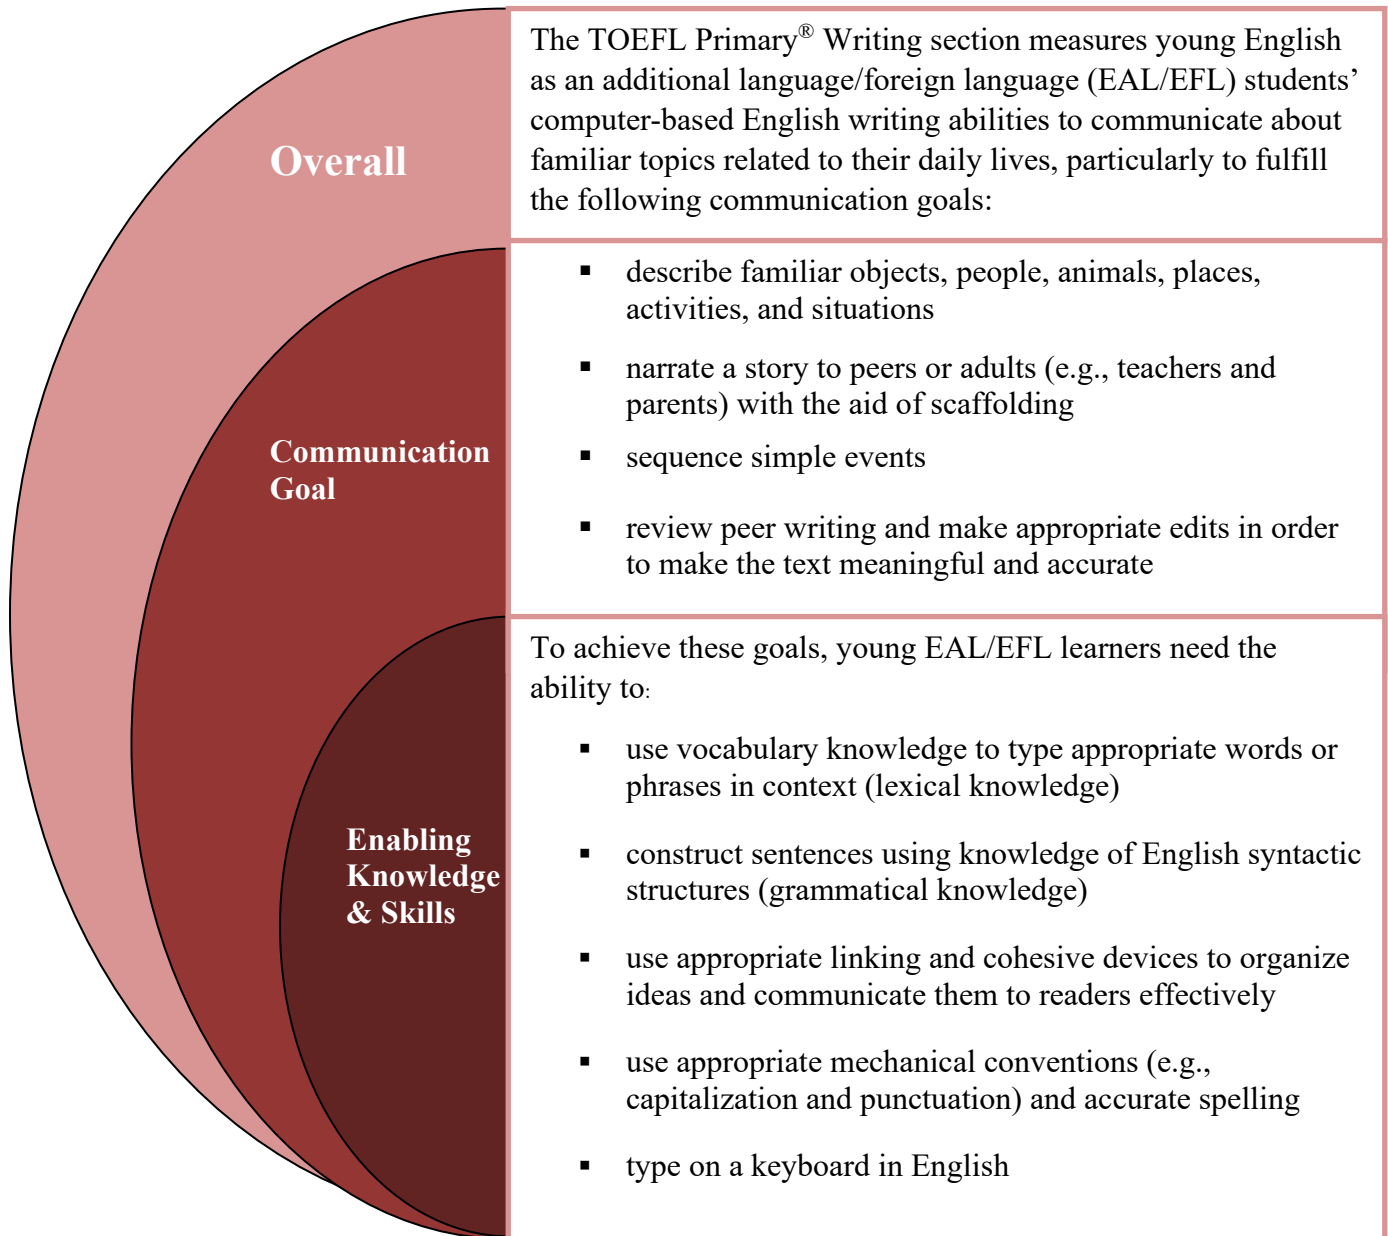 Overall
The TOEFL Primary® Writing section measures young English
as an additional language/foreign language (EAL/EFL) students’
computer-based English writing abilities to communicate about
familiar topics related to their daily lives, particularly to fulfill
the following communication goals:
Communication
Goal
▪ describe familiar objects, people, animals, places,
activities, and situations
▪ narrate a story to peers or adults (e.g., teachers and
parents) with the aid of scaffolding
▪ sequence simple events
▪ review peer writing and make appropriate edits in order
to make the text meaningful and accurate
Enabling
Knowledge
& Skills
To achieve these goals, young EAL/EFL learners need the
ability to:
▪ use vocabulary knowledge to type appropriate words or
phrases in context (lexical knowledge)
▪ construct sentences using knowledge of English syntactic
structures (grammatical knowledge)
▪ use appropriate linking and cohesive devices to organize
ideas and communicate them to readers effectively
▪ use appropriate mechanical conventions (e.g.,
capitalization and punctuation) and accurate spelling
▪ type on a keyboard in English